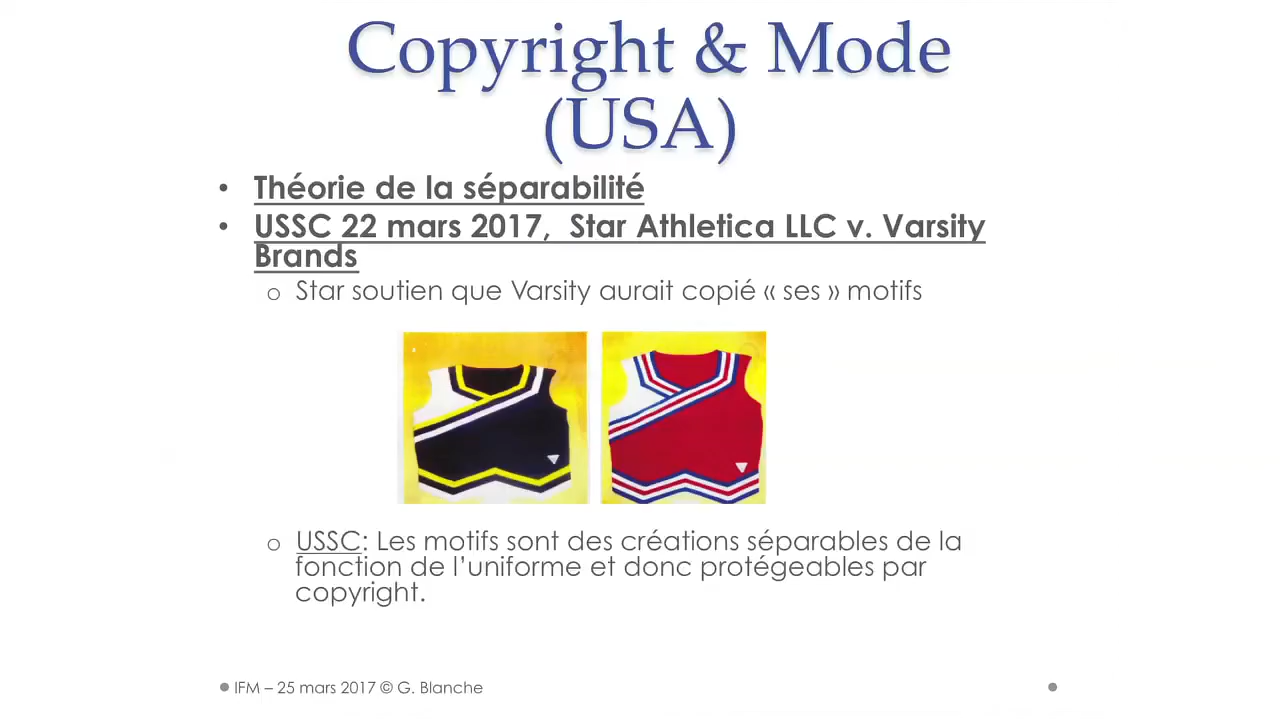 Copyright & Mode
(USA)
• Théorie de la séparabilité
• USSC 22 mars 2017,  Star Athletica LLC v. Varsity
Brands
o Star soutien que Varsity aurait copié « ses » motifs
o USSC: Les motifs sont des créations séparables de la
fonction de l’uniforme et donc protégeables par
copyright.
IFM – 25 mars 2017 © G. Blanche